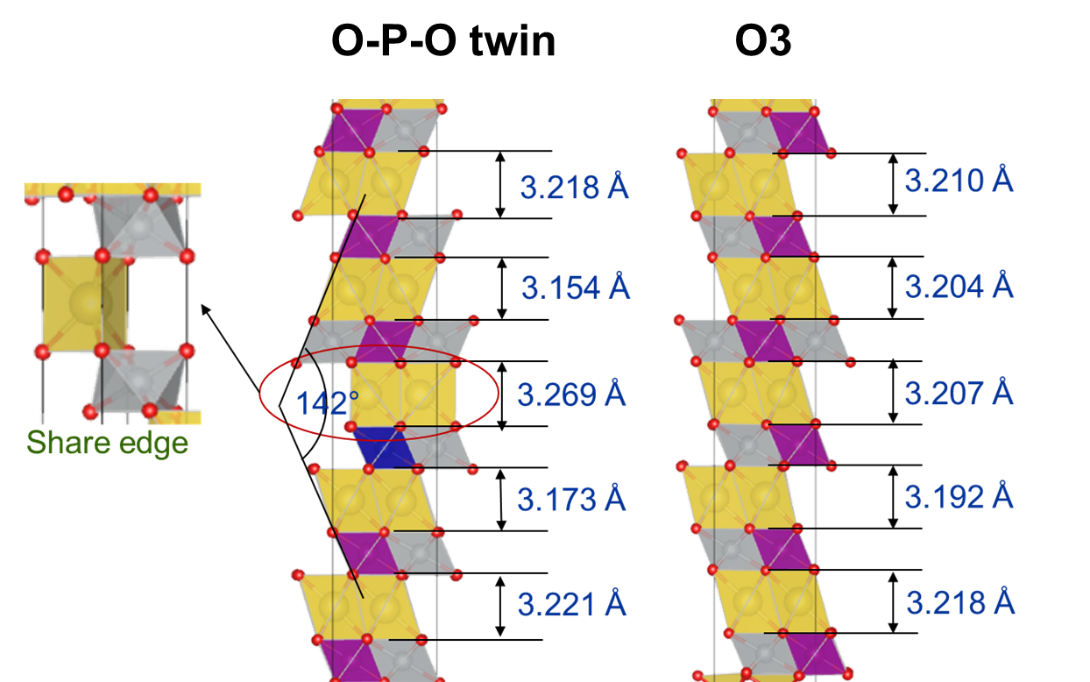 O-P-O twin
O3
3.218 Å
3.154 Å
142°
3.269 Å
3.173 Å
3.221 Å
Share edge
3.210 Å
3.204 Å
3.207 Å
3.192 Å
3.218 Å